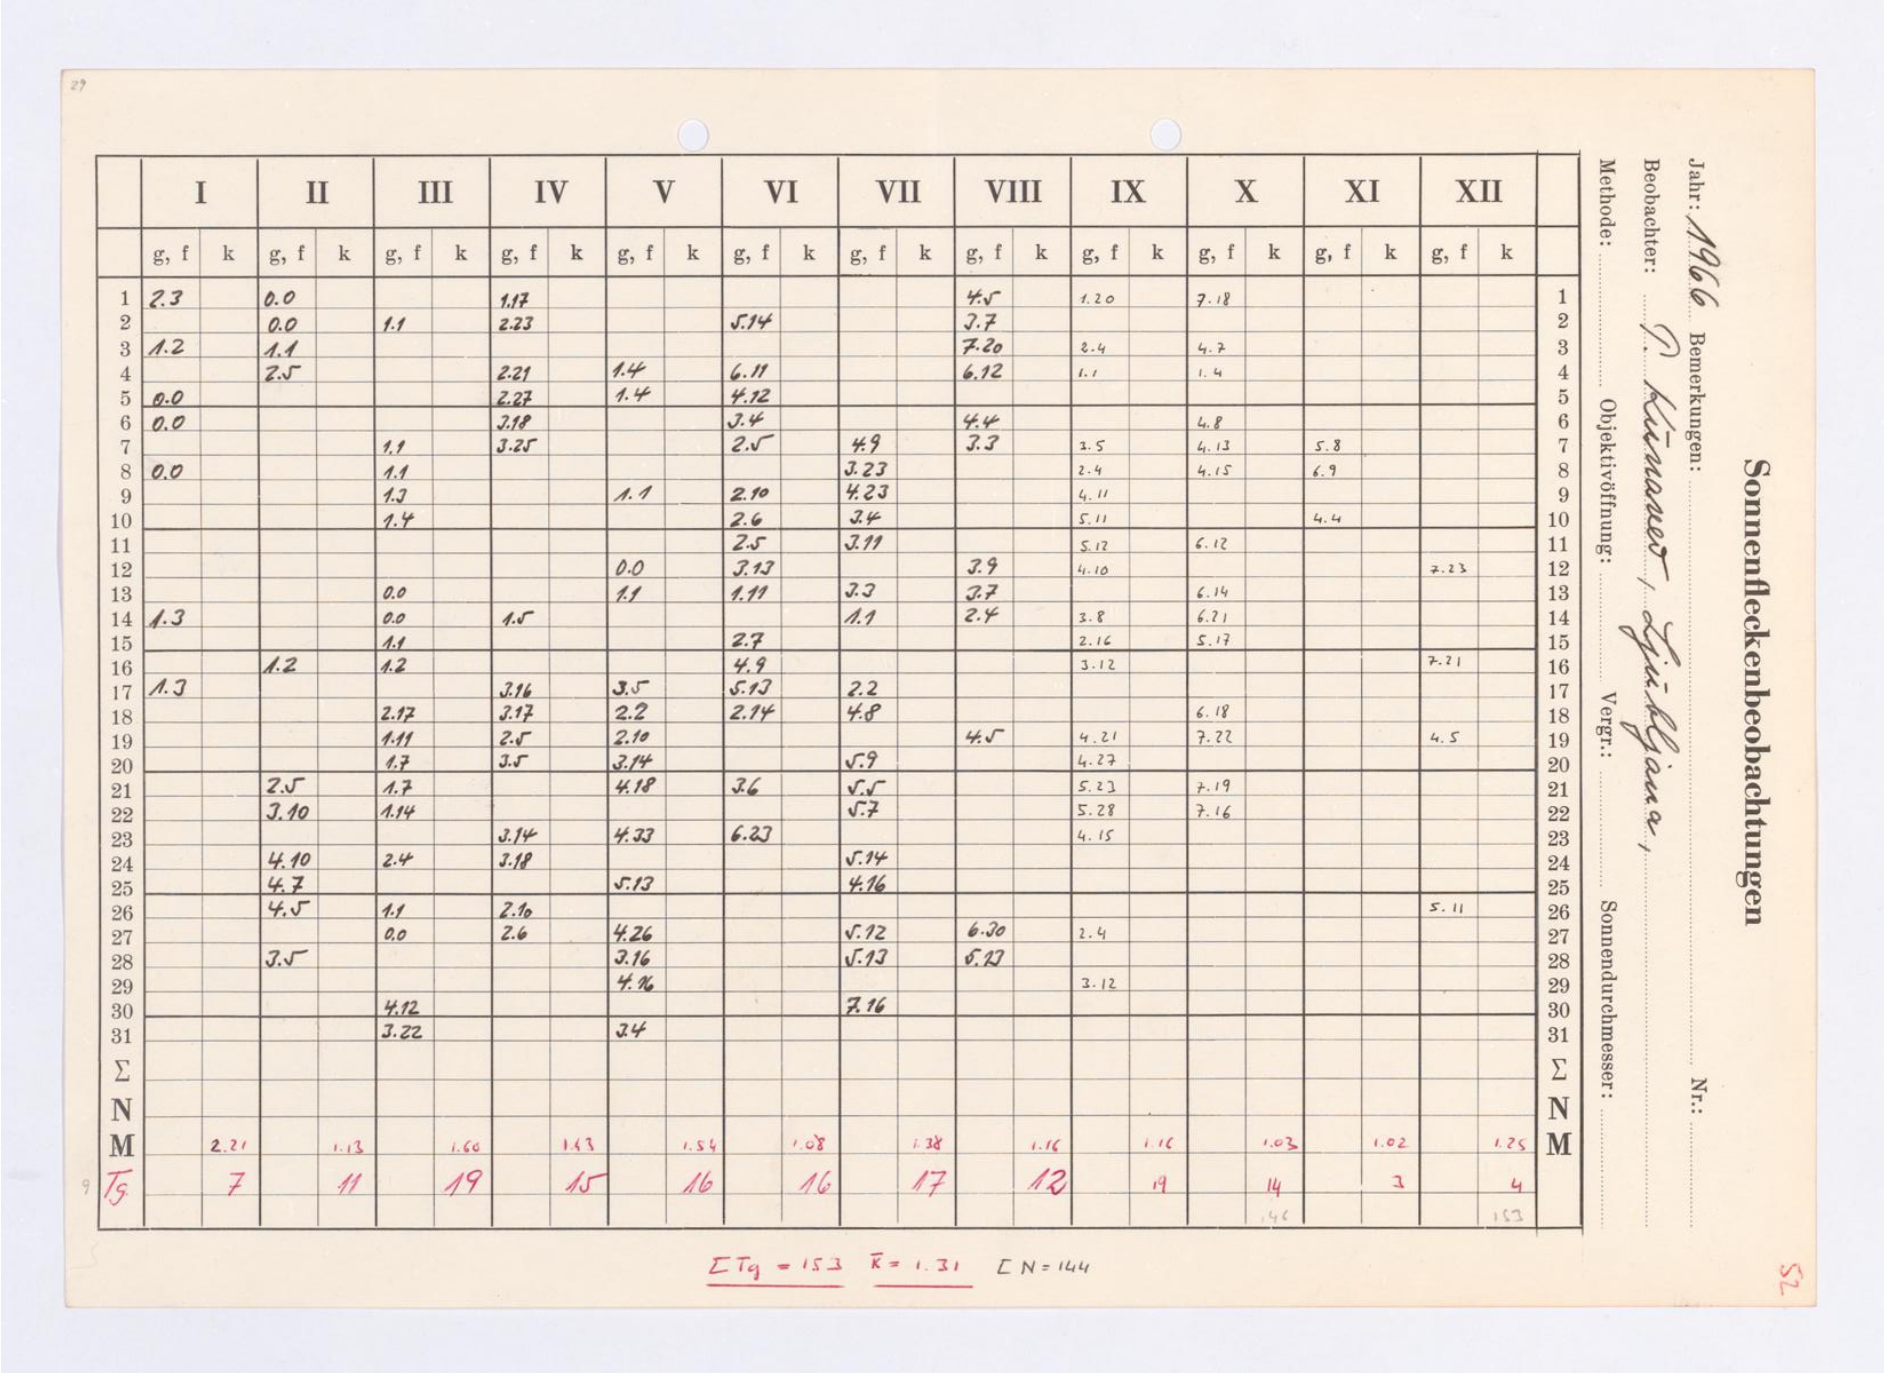 29
I II III IV V VI VII VIII IX X XI XII
g, f k g, f k g, f k g, f k g, f k g, f k g, f k g, f k g, f k g, f k g, f k g, f k
1 2.3 0.0 1.17 4.5 1.20 7.18 1
2 0.0 1.1 2.23 5.14 3.7 2
3 1.2 1.1 7.20 2.4 4.7 3
4 2.5 2.21 1.4 6.11 6.12 1.1 1.4 4
5 0.0 2.27 1.4 4.12 5
6 0.0 3.18 3.4 4.4 4.8 6
7 1.1 3.25 2.5 4.9 3.3 3.5 4.13 5.8 7
8 0.0 1.1 3.23 2.4 4.15 6.9 8
9 1.3 1.1 2.10 4.23 4.11 9
10 1.4 2.6 3.4 5.11 4.4 10
11 2.5 3.11 5.12 6.12 11
12 0.0 3.13 3.9 4.10 7.23 12
13 0.0 1.1 1.11 3.3 3.7 6.14 13
14 1.3 0.0 1.5 1.1 2.4 3.8 6.21 14
15 1.1 2.7 2.16 5.17 15
16 1.2 1.2 4.9 3.12 7.21 16
17 1.3 3.16 3.5 5.13 2.2 17
18 2.17 3.17 2.2 2.14 4.8 6.18 18
19 1.11 2.5 2.10 4.5 4.21 7.22 4.5 19
20 1.7 3.5 3.14 5.9 4.27 20
21 2.5 1.7 4.18 3.6 5.5 5.23 7.19 21
22 3.10 1.14 5.7 5.28 7.16 22
23 3.14 4.33 6.23 4.15 23
24 4.10 2.4 3.18 5.14 24
25 4.7 5.13 4.16 25
26 4.5 1.1 2.10 5.11 26
27 0.0 2.6 4.26 5.12 6.30 2.4 27
28 3.5 3.16 5.13 28
29 4.16 3.12 29
30 4.12 7.16 30
31 3.22 3.4 31
Σ Σ
N N
M 2.21 1.13 1.60 1.43 1.54 1.08 1.38 1.16 1.16 1.03 1.02 1.25 M
9 Tg. 7 11 19 15 16 16 17 12 19 14 3 4
146 153
Σ Tg = 153 k̄ = 1.31 Σ N = 144
Sonnenfleckenbeobachtungen
Jahr: 1966 Bemerkungen: Nr.:
Beobachter: Ljubljana,
Methode: Objektivöffnung: Vergr.: Sonnendurchmesser:
52